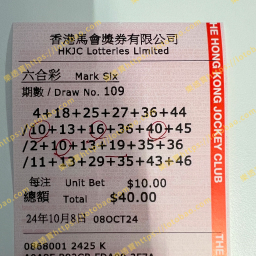 香港馬會獎券有限公司
HKJC Lotteries Limited
六合彩 Mark Six
期數 / Draw No. 109
4+18+25+27+36+44
/10+13+16+36+40+45
/2+10+13+19+35+36
/11+13+29+35+43+46
每注 Unit Bet $10.00
總額 Total $40.00
24年10月8日 08OCT24
0868001 2425 K
THE HONG KONG JOCKEY CLUB
THE